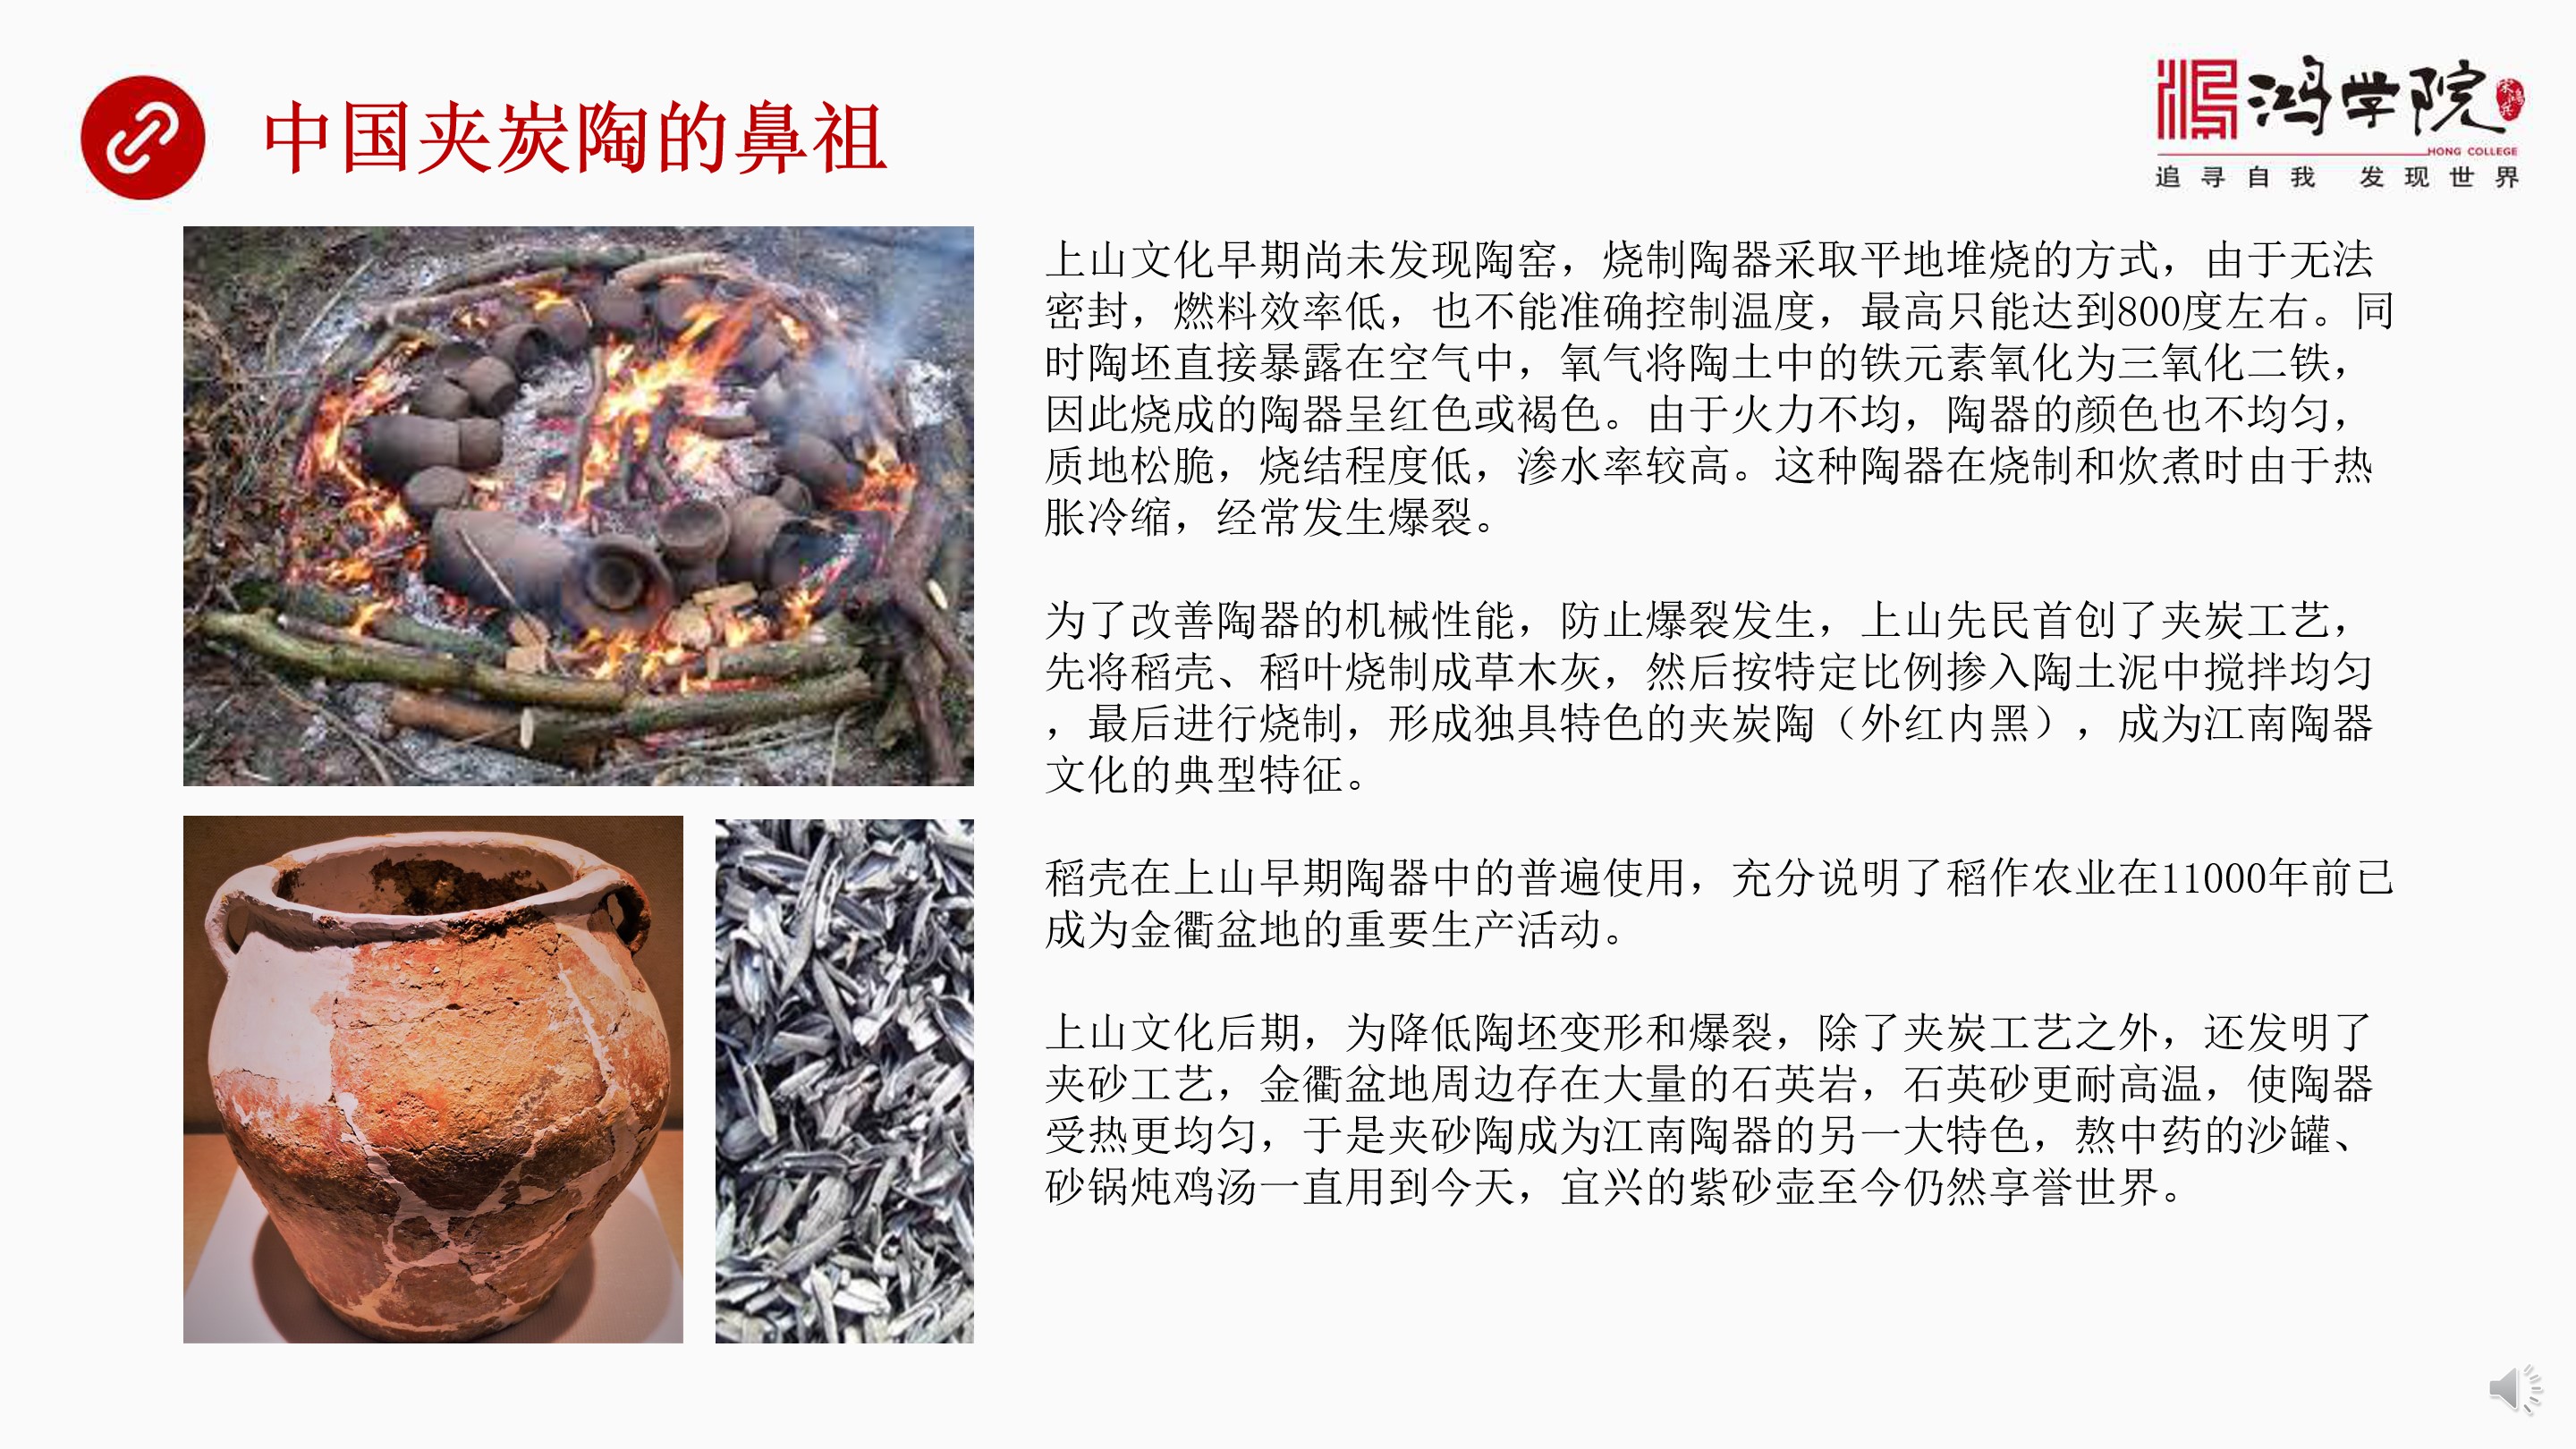 中国夹炭陶的鼻祖
鸿学院
HONG COLLEGE
追寻自我 发现世界
上山文化早期尚未发现陶窑，烧制陶器采取平地堆烧的方式，由于无法
密封，燃料效率低，也不能准确控制温度，最高只能达到800度左右。同
时陶坯直接暴露在空气中，氧气将陶土中的铁元素氧化为三氧化二铁，
因此烧成的陶器呈红色或褐色。由于火力不均，陶器的颜色也不均匀，
质地松脆，烧结程度低，渗水率较高。这种陶器在烧制和炊煮时由于热
胀冷缩，经常发生爆裂。
为了改善陶器的机械性能，防止爆裂发生，上山先民首创了夹炭工艺，
先将稻壳、稻叶烧制成草木灰，然后按特定比例掺入陶土泥中搅拌均匀
，最后进行烧制，形成独具特色的夹炭陶（外红内黑），成为江南陶器
文化的典型特征。
稻壳在上山早期陶器中的普遍使用，充分说明了稻作农业在11000年前已
成为金衢盆地的重要生产活动。
上山文化后期，为降低陶坯变形和爆裂，除了夹炭工艺之外，还发明了
夹砂工艺，金衢盆地周边存在大量的石英岩，石英砂更耐高温，使陶器
受热更均匀，于是夹砂陶成为江南陶器的另一大特色，熬中药的沙罐、
砂锅炖鸡汤一直用到今天，宜兴的紫砂壶至今仍然享誉世界。